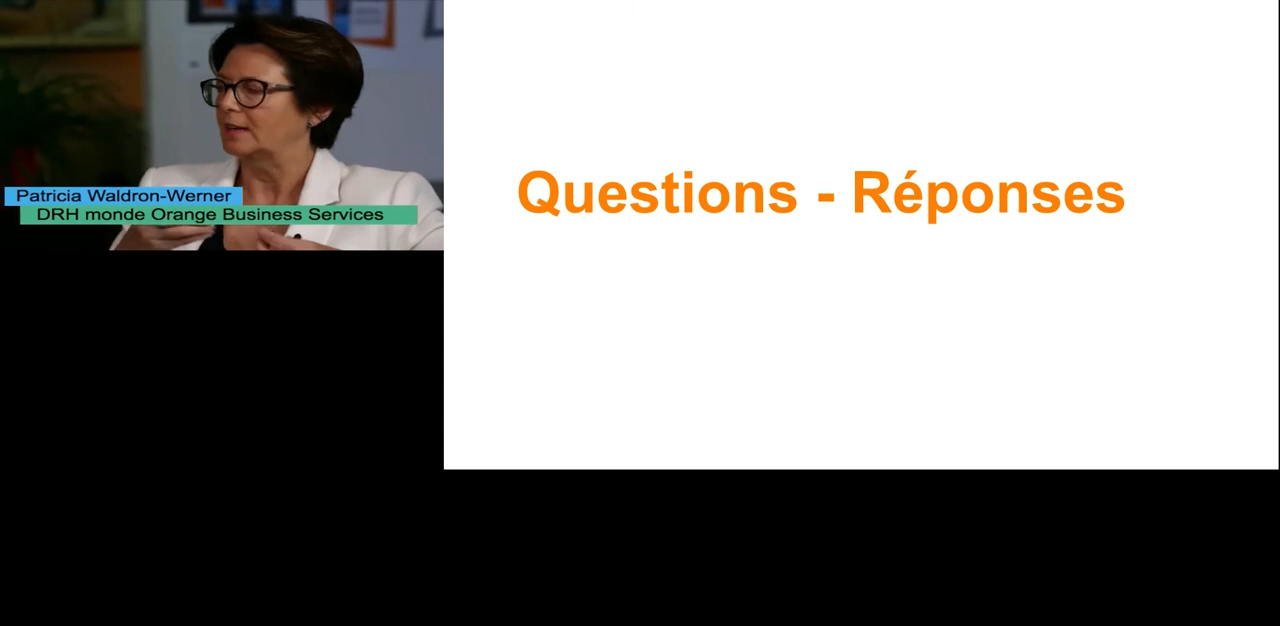 Patricia Waldron-Werner
DRH monde Orange Business Services
Questions - Réponses